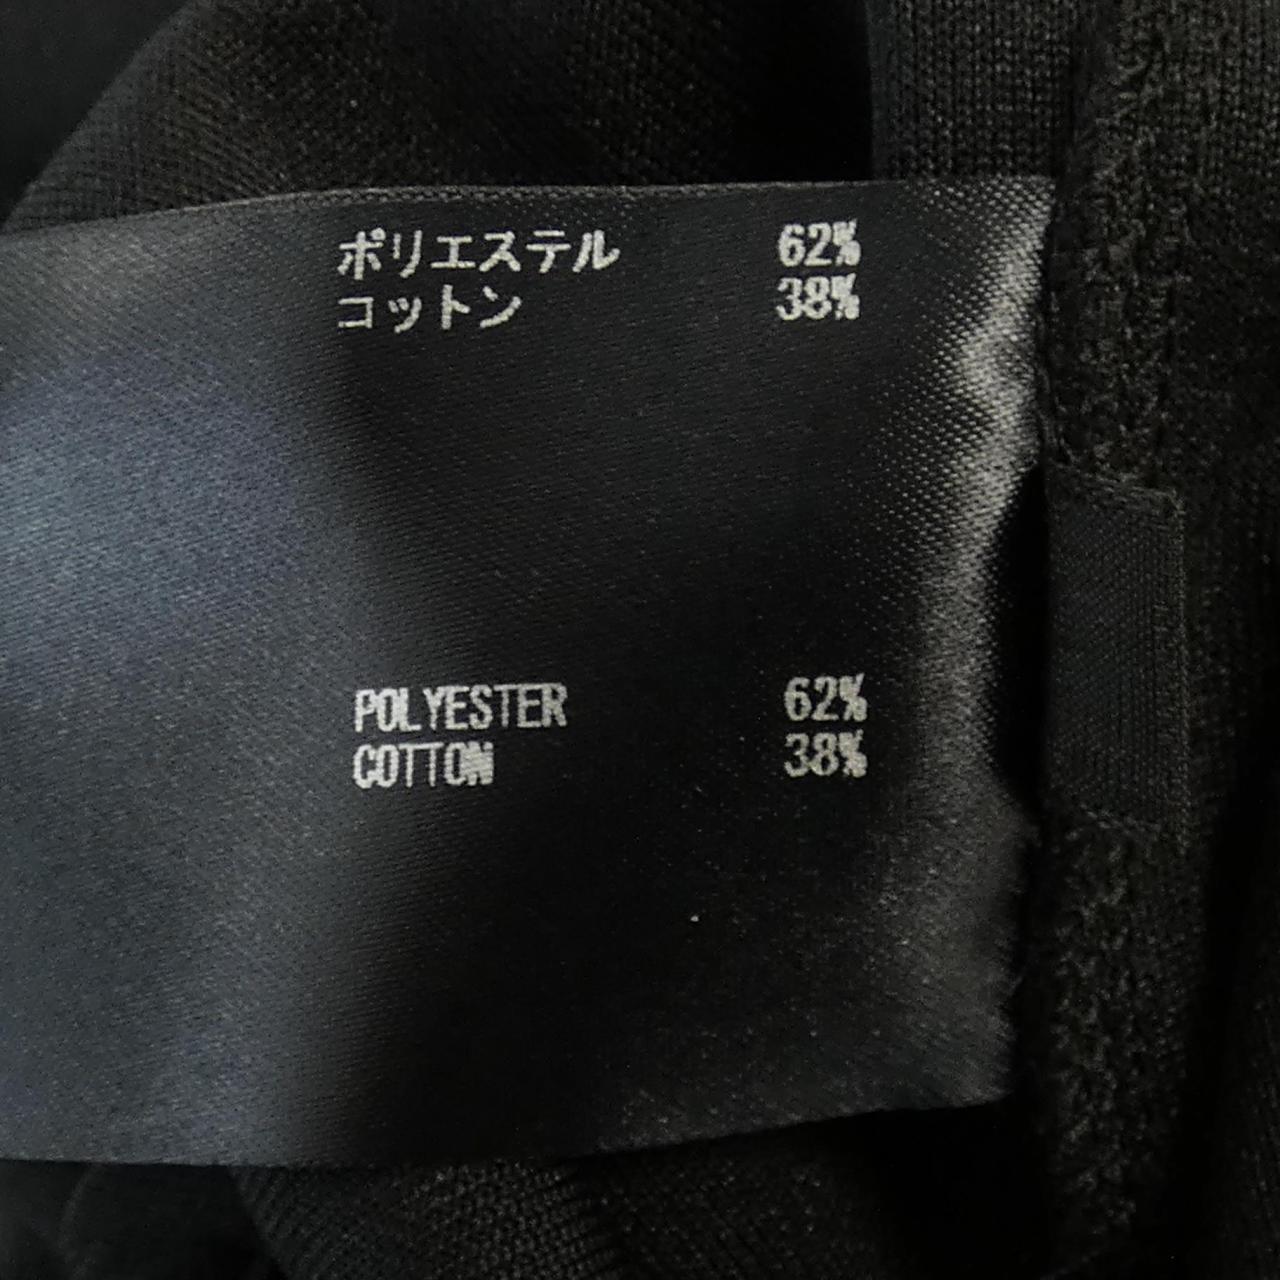 ポリエステル 62%
コットン 38%
POLYESTER 62%
COTTON 38%